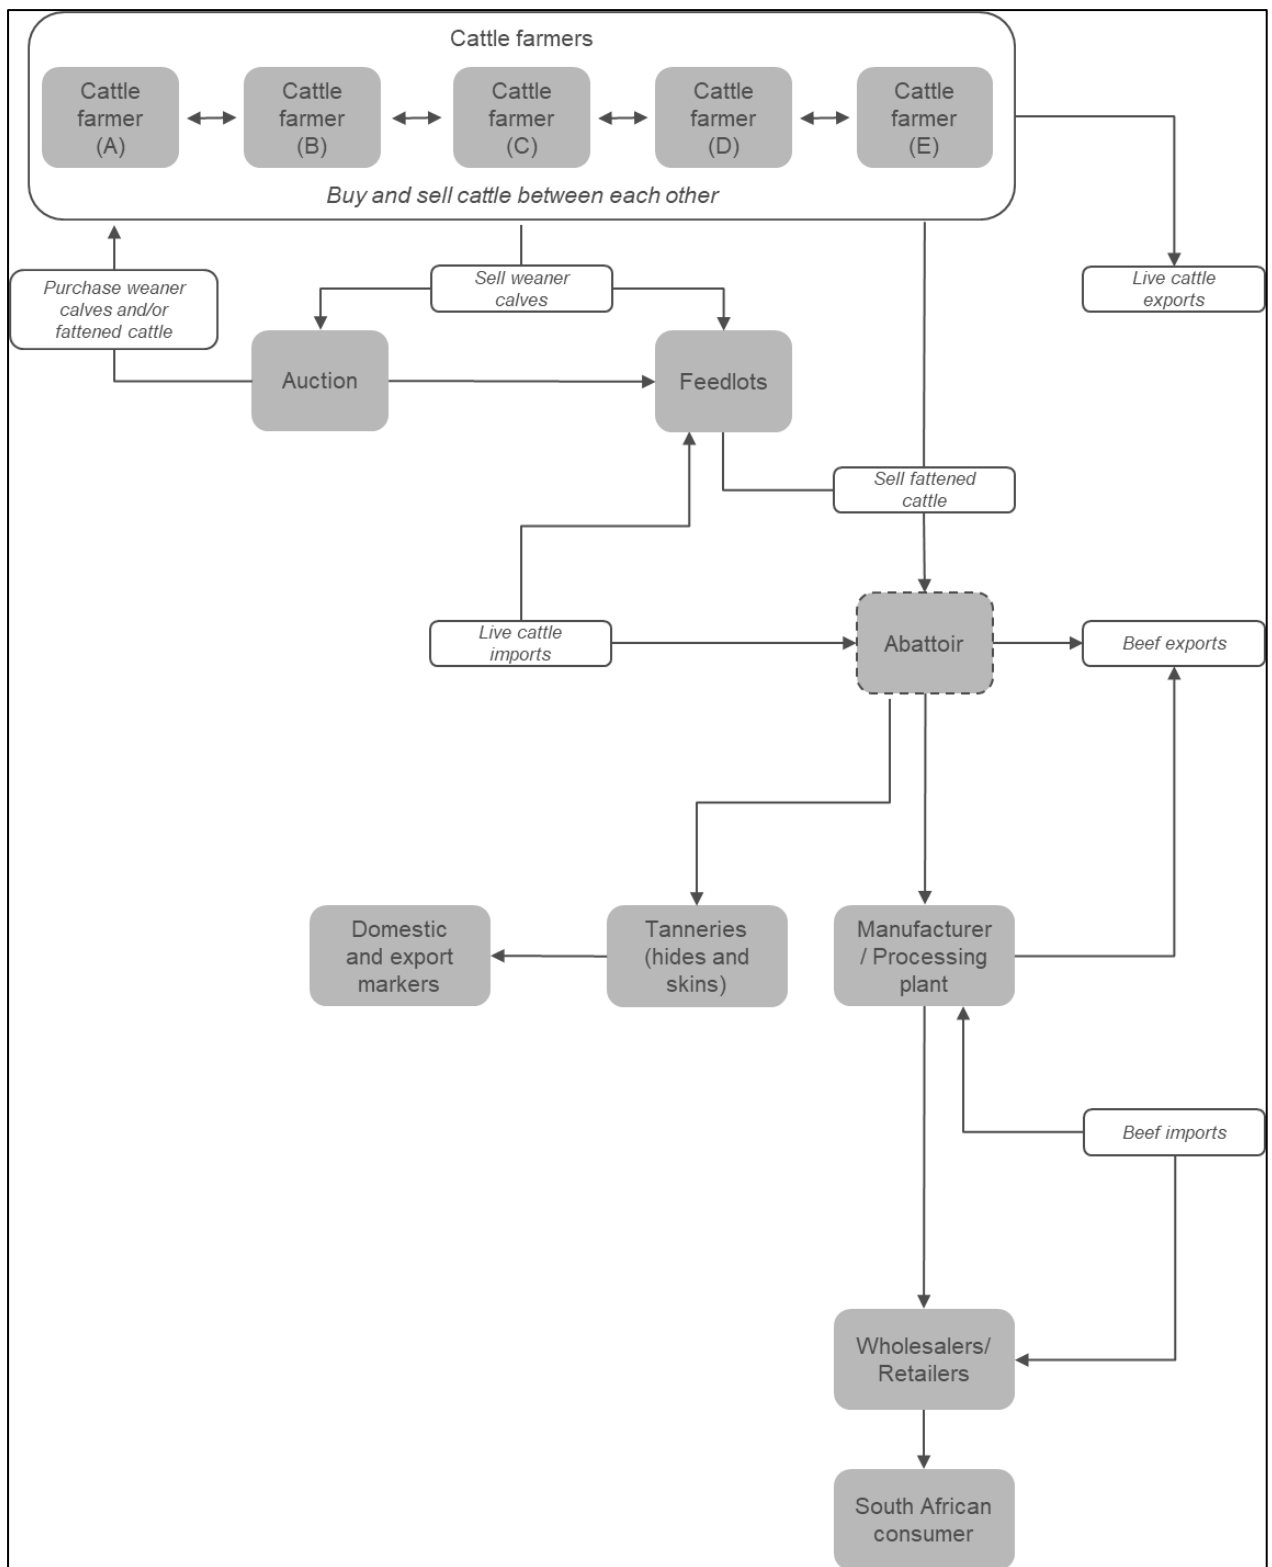 Cattle farmers
Cattle
farmer
(A)
Cattle
farmer
(B)
Cattle
farmer
(C)
Cattle
farmer
(D)
Cattle
farmer
(E)
Buy and sell cattle between each other
Purchase weaner
calves and/or
fattened cattle
Sell weaner
calves
Live cattle
exports
Auction
Feedlots
Sell fattened
cattle
Live cattle
imports
Abattoir
Beef exports
Domestic
and export
markers
Tanneries
(hides and
skins)
Manufacturer
/ Processing
plant
Beef imports
Wholesalers/
Retailers
South African
consumer